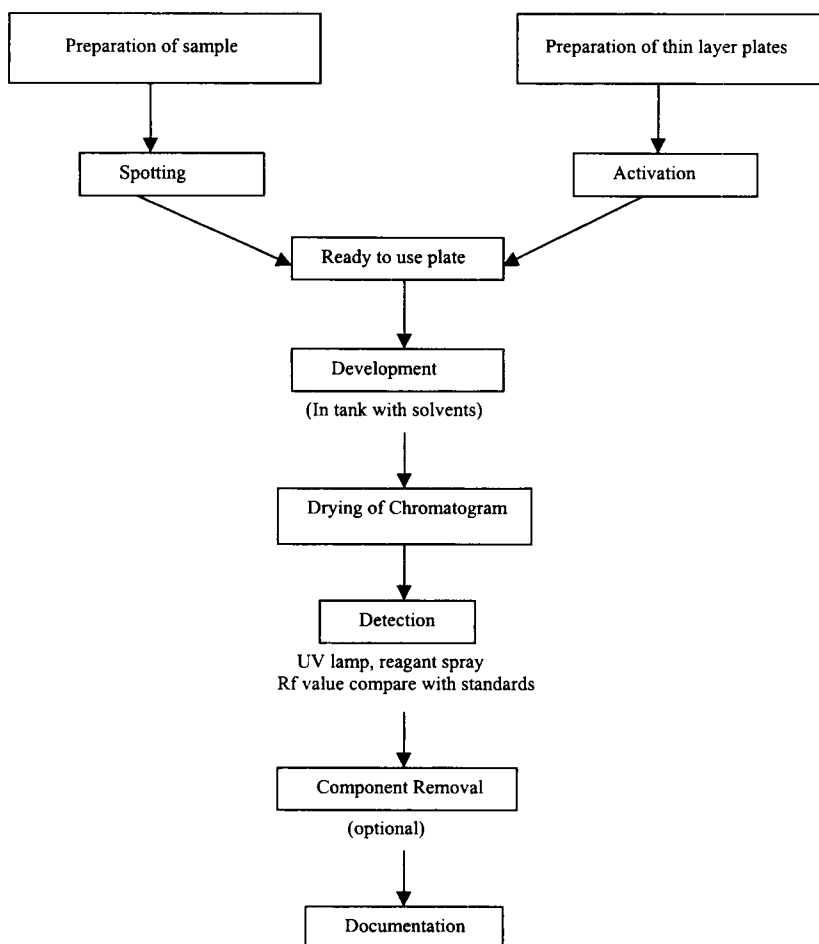 Preparation of sample
Preparation of thin layer plates
Spotting
Activation
Ready to use plate
Development
(In tank with solvents)
Drying of Chromatogram
Detection
UV lamp, reagant spray
Rf value compare with standards
Component Removal
(optional)
Documentation